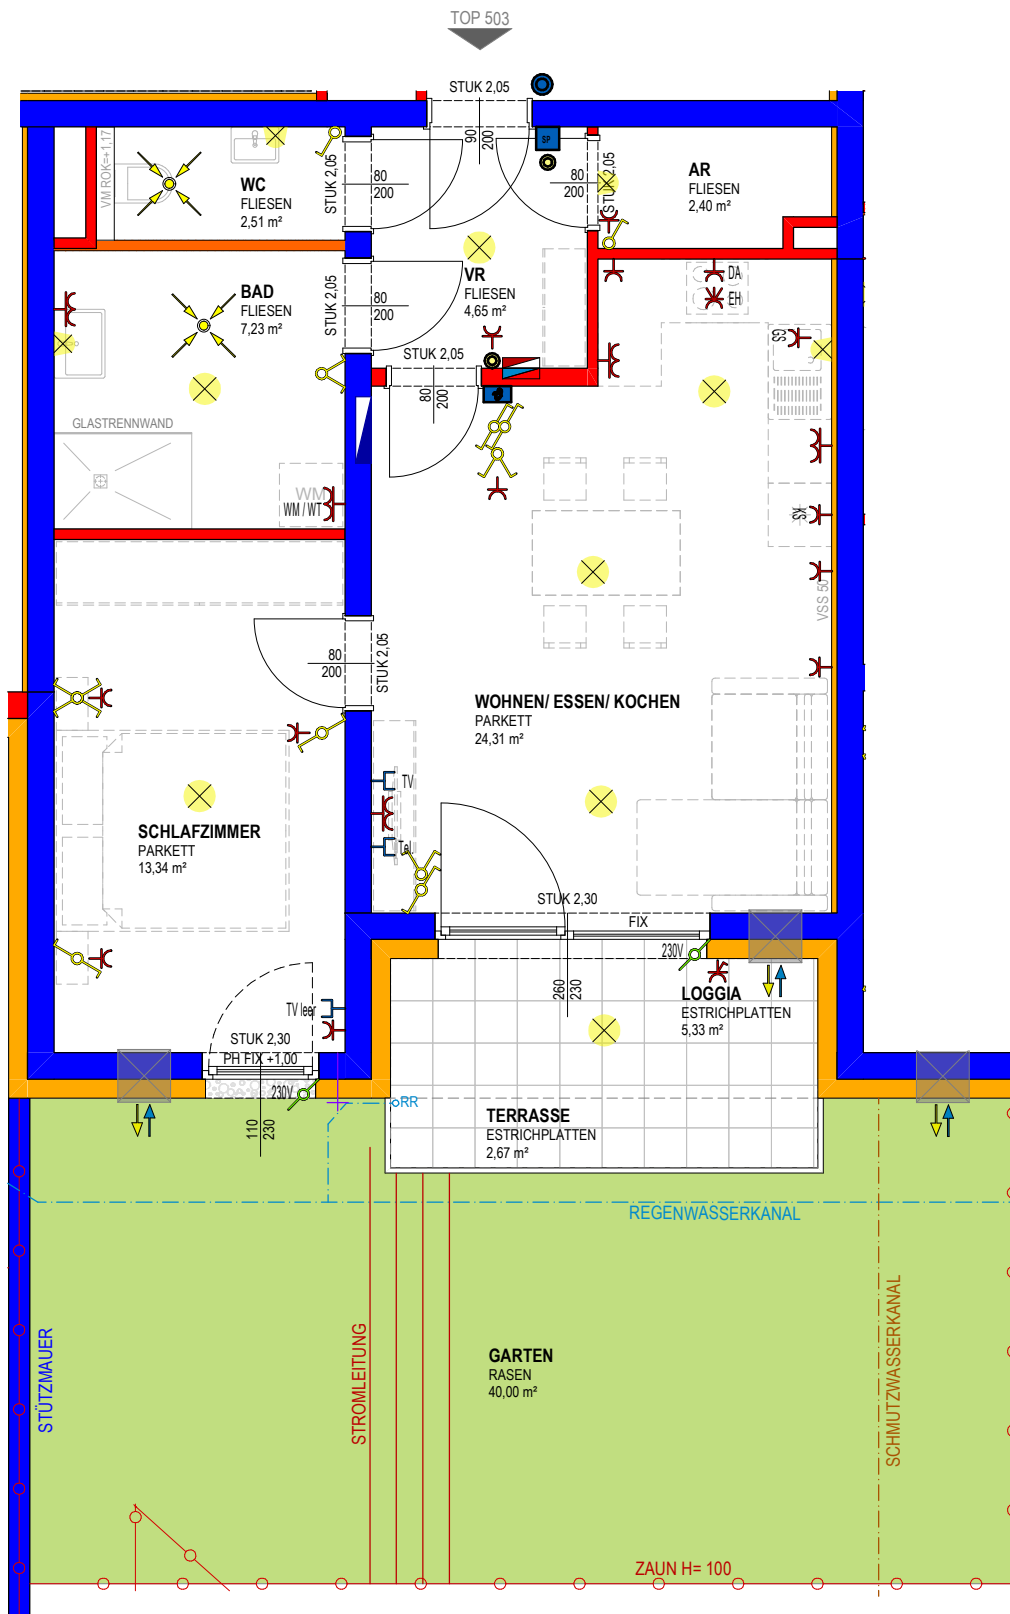 TOP 503
STUK 2,05
90
200
SP
VM ROK=+1,17
WC
FLIESEN
2,51 m²
STUK 2,05
80
200
80
200
STUK 2,05
AR
FLIESEN
2,40 m²
VR
FLIESEN
4,65 m²
DA
EH
BAD
FLIESEN
7,23 m²
STUK 2,05
80
200
GS
STUK 2,05
80
200
GLASTRENNWAND
WM
WM / WT
KS
VSS 50
80
200
STUK 2,05
WOHNEN/ ESSEN/ KOCHEN
PARKETT
24,31 m²
TV
Tel.
SCHLAFZIMMER
PARKETT
13,34 m²
STUK 2,30
FIX
230V
260
230
LOGGIA
ESTRICHPLATTEN
5,33 m²
TV leer
STUK 2,30
PH FIX +1,00
230V
110
230
RR
TERRASSE
ESTRICHPLATTEN
2,67 m²
REGENWASSERKANAL
STÜTZMAUER
STROMLEITUNG
GARTEN
RASEN
40,00 m²
SCHMUTZWASSERKANAL
ZAUN H= 100